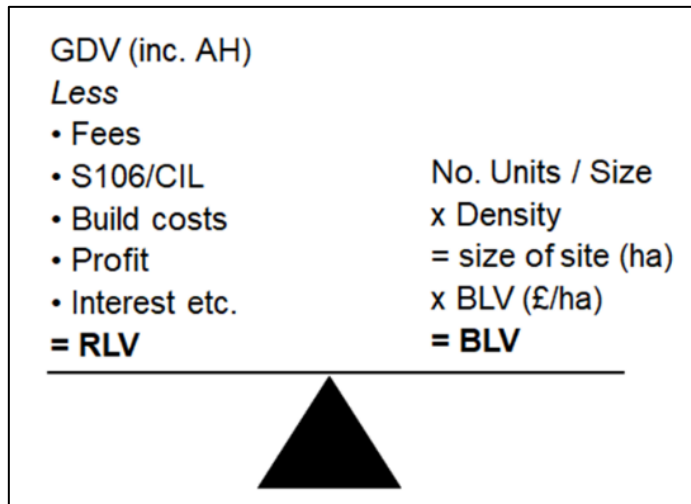 GDV (inc. AH)
Less
• Fees
• S106/CIL
• Build costs
• Profit
• Interest etc.
= RLV
No. Units / Size
x Density
= size of site (ha)
x BLV (£/ha)
= BLV